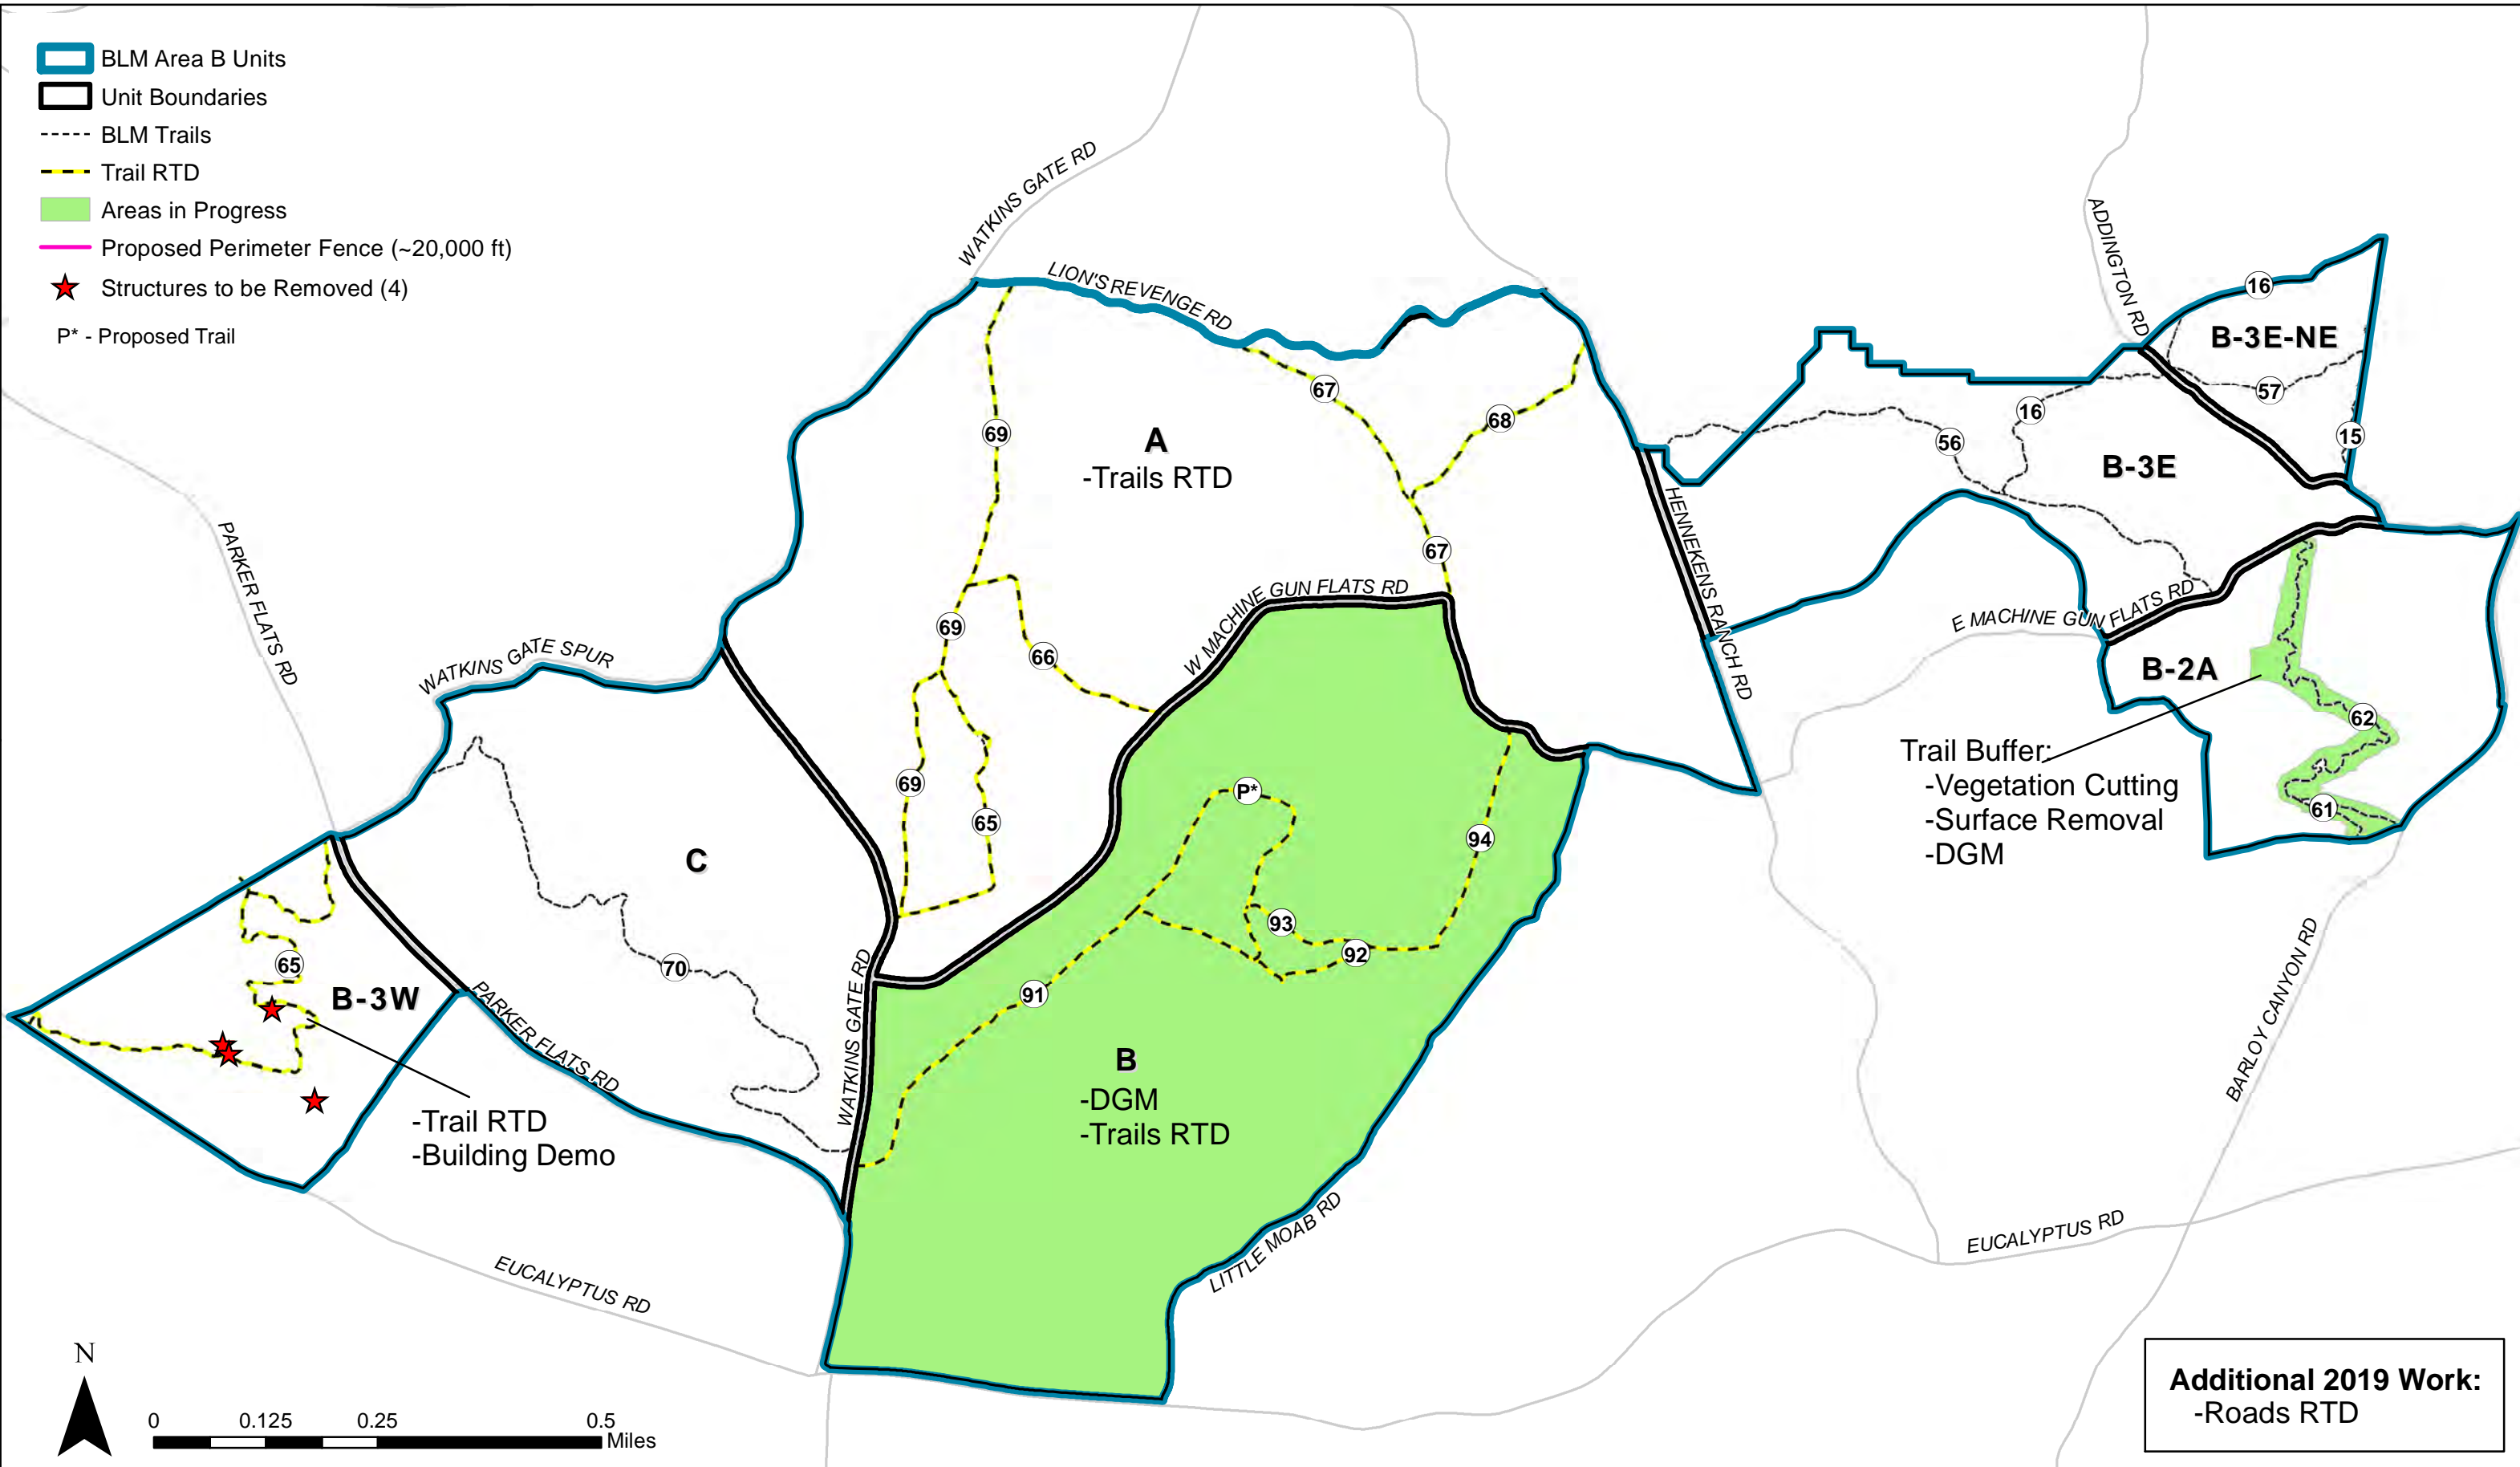 BLM Area B Units
Unit Boundaries
BLM Trails
Trail RTD
Areas in Progress
Proposed Perimeter Fence (~20,000 ft)
Structures to be Removed (4)
P* - Proposed Trail
WATKINS GATE RD
LION'S REVENGE RD
ADDINGTON RD
16
B-3E-NE
57
15
16
56
B-3E
67
68
69
A
-Trails RTD
67
HENNEKENS RANCH RD
PARKER FLATS RD
WATKINS GATE SPUR
W MACHINE GUN FLATS RD
E MACHINE GUN FLATS RD
69
66
B-2A
62
61
Trail Buffer:
-Vegetation Cutting
-Surface Removal
-DGM
69
65
P*
94
C
93
92
70
91
65
B-3W
PARKER FLATS RD
WATKINS GATE RD
B
-DGM
-Trails RTD
-Trail RTD
-Building Demo
BARLOY CANYON RD
LITTLE MOAB RD
EUCALYPTUS RD
EUCALYPTUS RD
N
0 0.125 0.25 0.5
Miles
Additional 2019 Work:
-Roads RTD